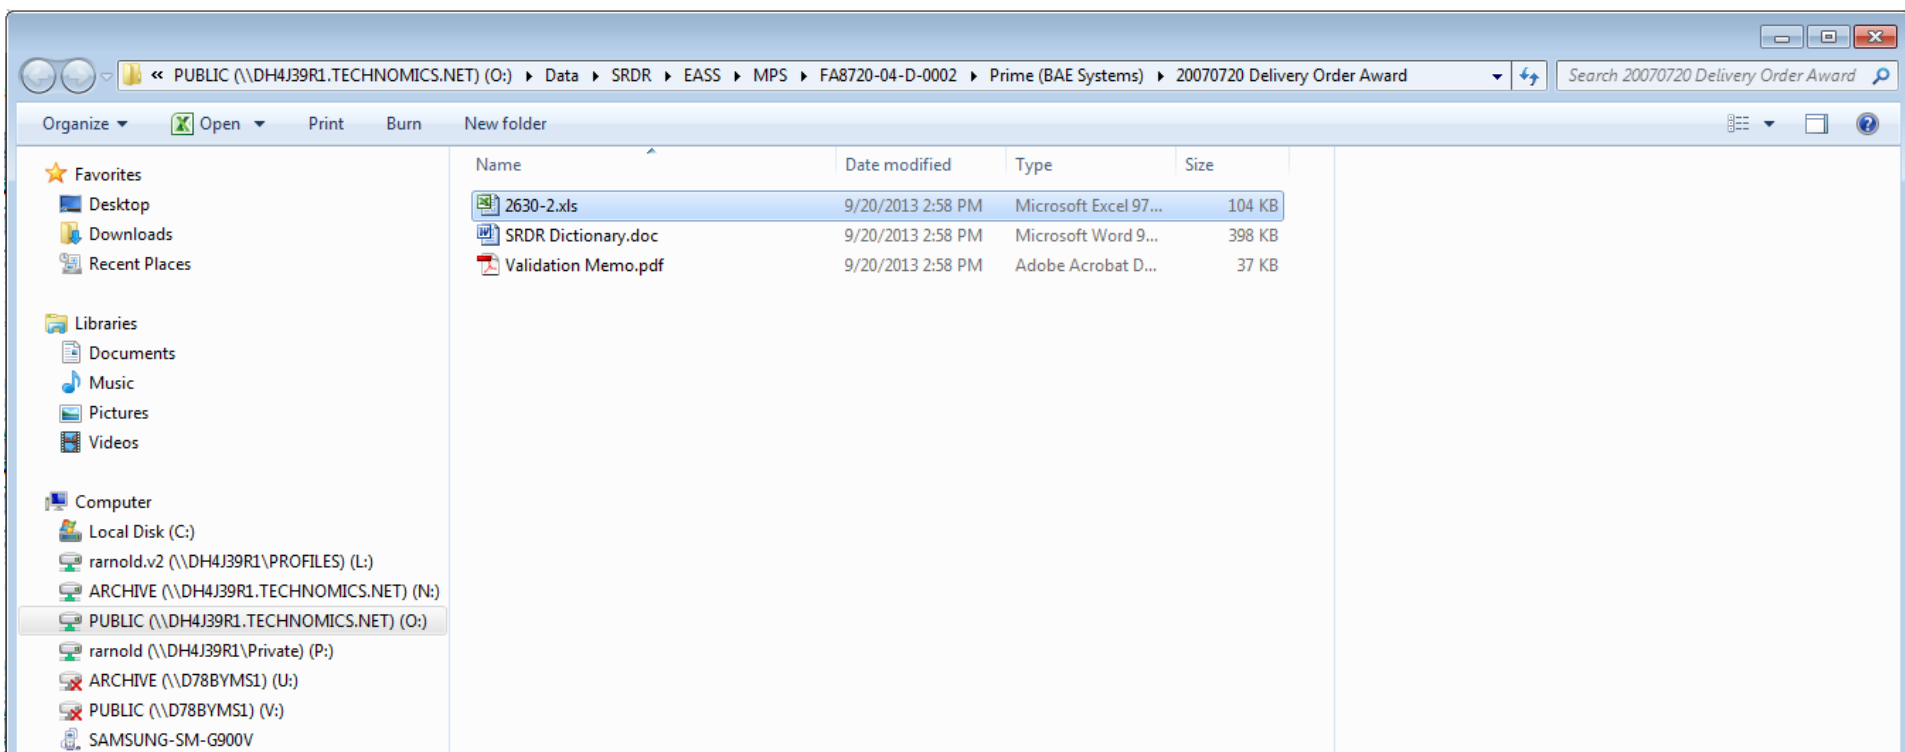 « PUBLIC (\\DH4J39R1.TECHNOMICS.NET) (O:) Data SRDR EASS MPS FA8720-04-D-0002 Prime (BAE Systems) 20070720 Delivery Order Award Search 20070720 Delivery Order Award
Organize Open Print Burn New folder
Favorites
Desktop
Downloads
Recent Places
Libraries
Documents
Music
Pictures
Videos
Computer
Local Disk (C:)
rarnold.v2 (\\DH4J39R1\PROFILES) (L:)
ARCHIVE (\\DH4J39R1.TECHNOMICS.NET) (N:)
PUBLIC (\\DH4J39R1.TECHNOMICS.NET) (O:)
rarnold (\\DH4J39R1\Private) (P:)
ARCHIVE (\\D78BYMS1) (U:)
PUBLIC (\\D78BYMS1) (V:)
SAMSUNG-SM-G900V
Name Date modified Type Size
2630-2.xls 9/20/2013 2:58 PM Microsoft Excel 97... 104 KB
SRDR Dictionary.doc 9/20/2013 2:58 PM Microsoft Word 9... 398 KB
Validation Memo.pdf 9/20/2013 2:58 PM Adobe Acrobat D... 37 KB